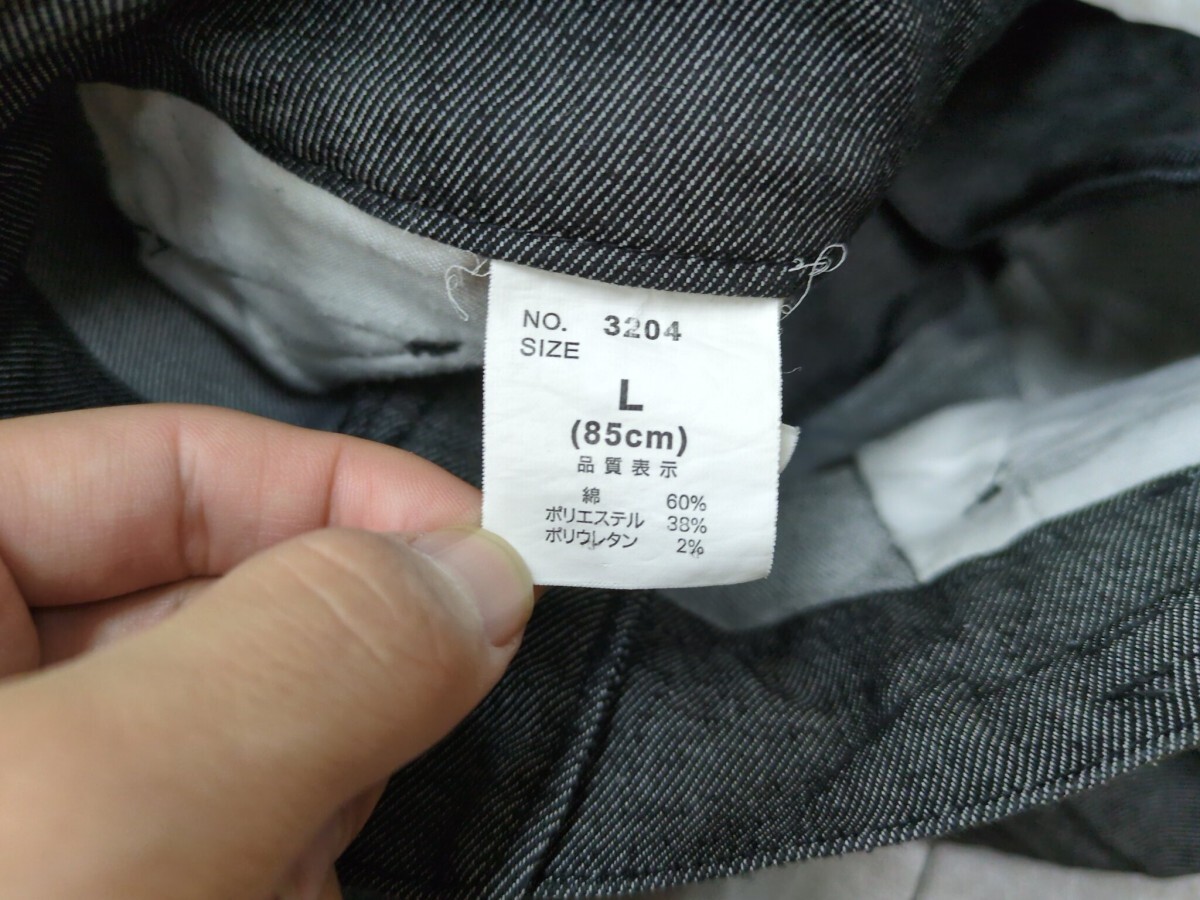 NO. 3204
SIZE
L
(85cm)
品質表示
綿 60%
ポリエステル 38%
ポリウレタン 2%